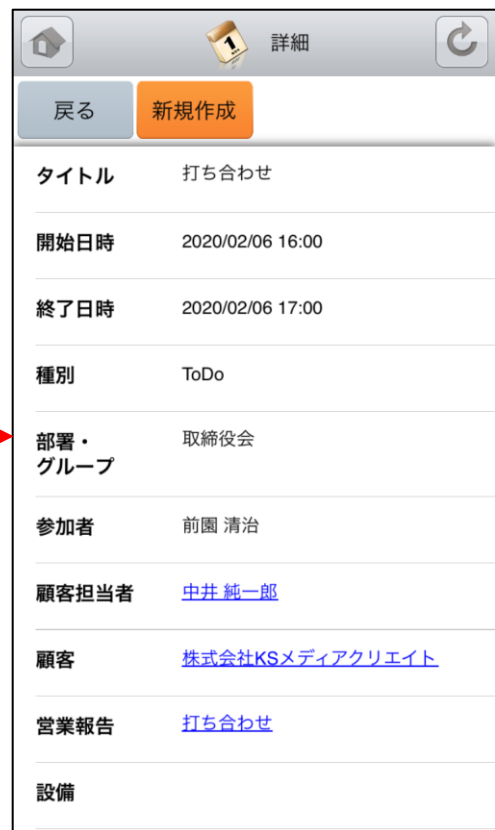 1
詳細
戻る
新規作成
タイトル 打ち合わせ
開始日時 2020/02/06 16:00
終了日時 2020/02/06 17:00
種別 ToDo
部署・
グループ 取締役会
参加者 前園 清治
顧客担当者 中井 純一郎
顧客 株式会社KSメディアクリエイト
営業報告 打ち合わせ
設備